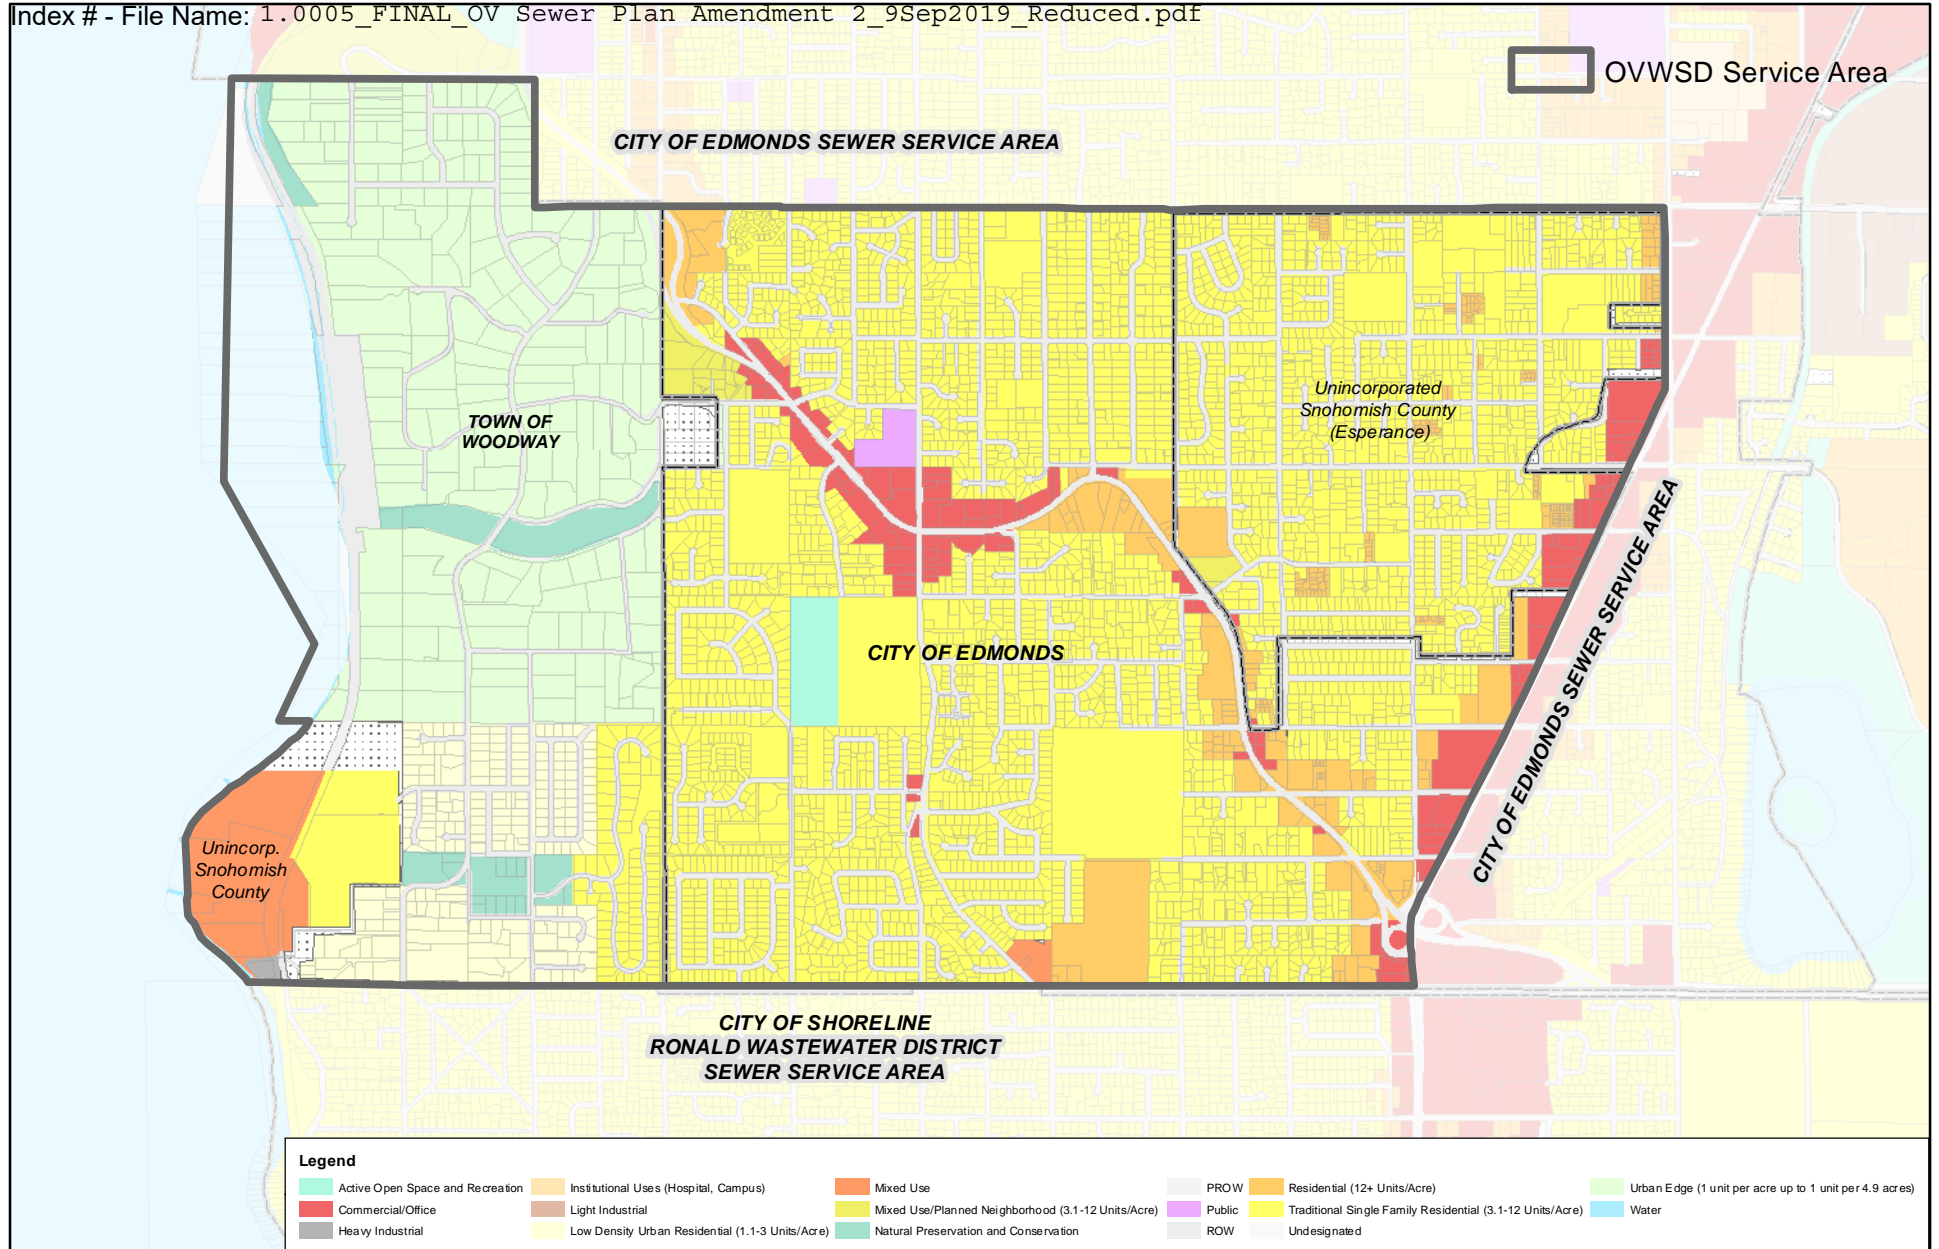 Index # - File Name: 1.0005_FINAL_OV Sewer Plan Amendment 2_9Sep2019_Reduced.pdf
OVWSD Service Area
CITY OF EDMONDS SEWER SERVICE AREA
Unincorporated
Snohomish County
(Esperance)
TOWN OF
WOODWAY
CITY OF EDMONDS SEWER SERVICE AREA
CITY OF EDMONDS
Unincorp.
Snohomish
County
CITY OF SHORELINE
RONALD WASTEWATER DISTRICT
SEWER SERVICE AREA
Legend
Active Open Space and Recreation
Commercial/Office
Heavy Industrial
Institutional Uses (Hospital, Campus)
Light Industrial
Low Density Urban Residential (1.1-3 Units/Acre)
Mixed Use
Mixed Use/Planned Neighborhood (3.1-12 Units/Acre)
Natural Preservation and Conservation
PROW
Public
ROW
Residential (12+ Units/Acre)
Traditional Single Family Residential (3.1-12 Units/Acre)
Undesignated
Urban Edge (1 unit per acre up to 1 unit per 4.9 acres)
Water